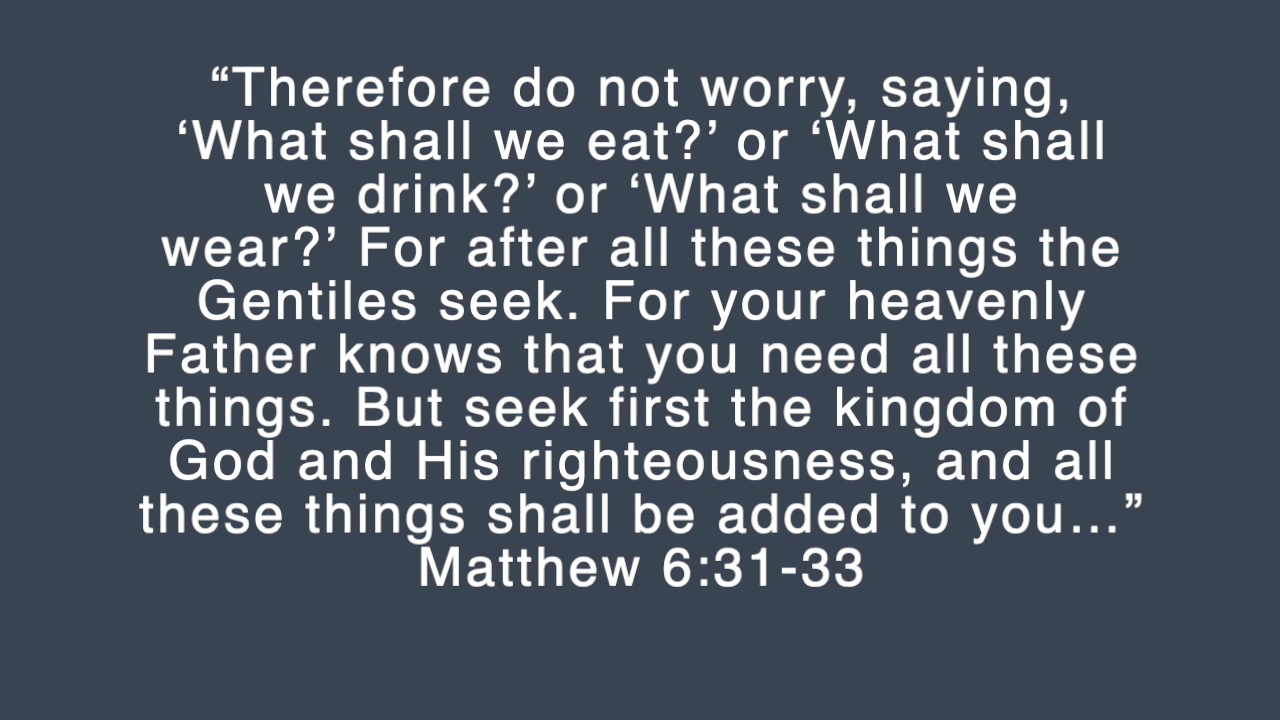 “Therefore do not worry, saying,
‘What shall we eat?’ or ‘What shall
we drink?’ or ‘What shall we
wear?’ For after all these things the
Gentiles seek. For your heavenly
Father knows that you need all these
things. But seek first the kingdom of
God and His righteousness, and all
these things shall be added to you…”
Matthew 6:31-33